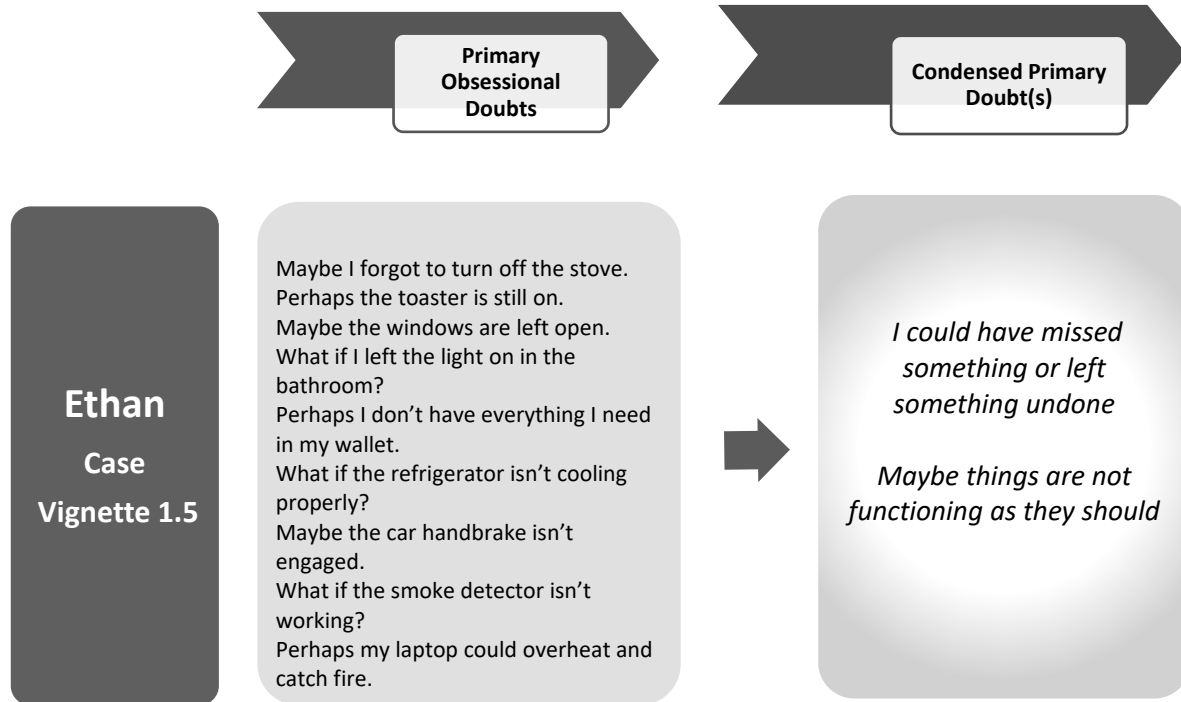 Primary
Obsessional
Doubts
Condensed Primary
Doubt(s)
Ethan
Case
Vignette 1.5
Maybe I forgot to turn off the stove.
Perhaps the toaster is still on.
Maybe the windows are left open.
What if I left the light on in the
bathroom?
Perhaps I don’t have everything I need
in my wallet.
What if the refrigerator isn’t cooling
properly?
Maybe the car handbrake isn’t
engaged.
What if the smoke detector isn’t
working?
Perhaps my laptop could overheat and
catch fire.
I could have missed
something or left
something undone
Maybe things are not
functioning as they should